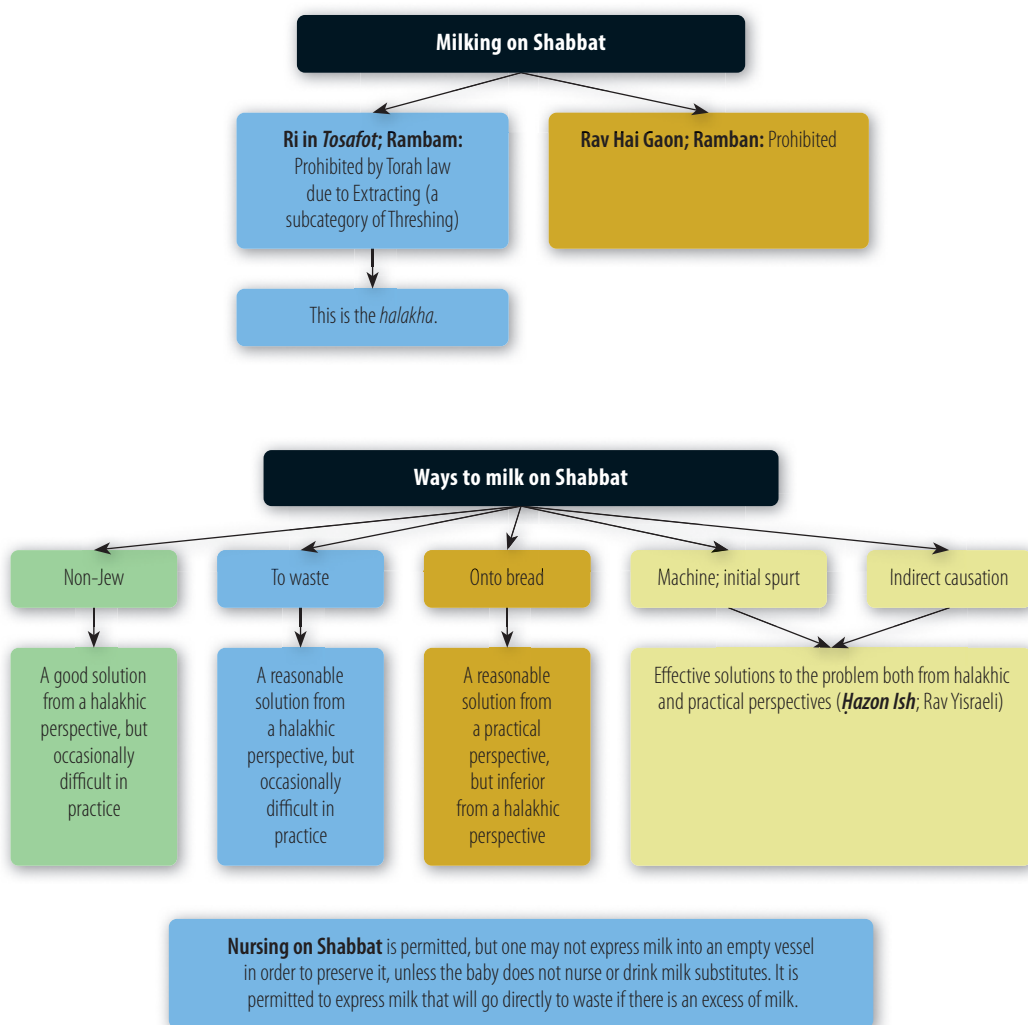 Milking on Shabbat
Ri in Tosafot; Rambam:
Prohibited by Torah law
due to Extracting (a
subcategory of Threshing)
Rav Hai Gaon; Ramban: Prohibited
This is the halakha.
Ways to milk on Shabbat
Non-Jew
To waste
Onto bread
Machine; initial spurt
Indirect causation
A good solution
from a halakhic
perspective, but
occasionally
difficult in
practice
A reasonable
solution from
a halakhic
perspective, but
occasionally
difficult in
practice
A reasonable
solution from
a practical
perspective,
but inferior
from a halakhic
perspective
Effective solutions to the problem both from halakhic
and practical perspectives (Ḥazon Ish; Rav Yisraeli)
Nursing on Shabbat is permitted, but one may not express milk into an empty vessel
in order to preserve it, unless the baby does not nurse or drink milk substitutes. It is
permitted to express milk that will go directly to waste if there is an excess of milk.